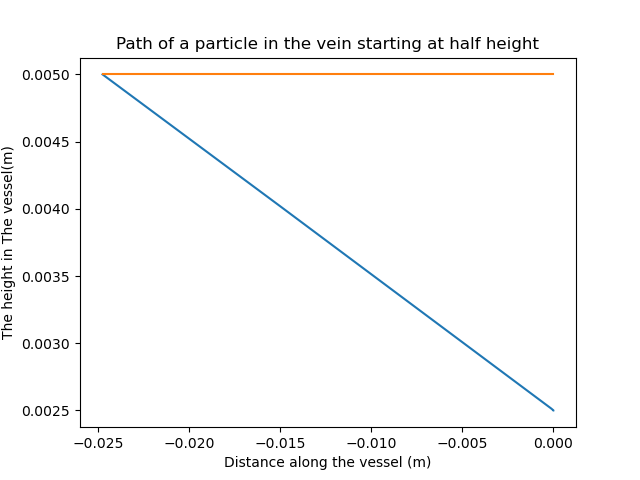 Path of a particle in the vein starting at half height
0.0050
0.0045
0.0040
0.0035
0.0030
0.0025
The height in The vessel(m)
−0.025 −0.020 −0.015 −0.010 −0.005 0.000
Distance along the vessel (m)